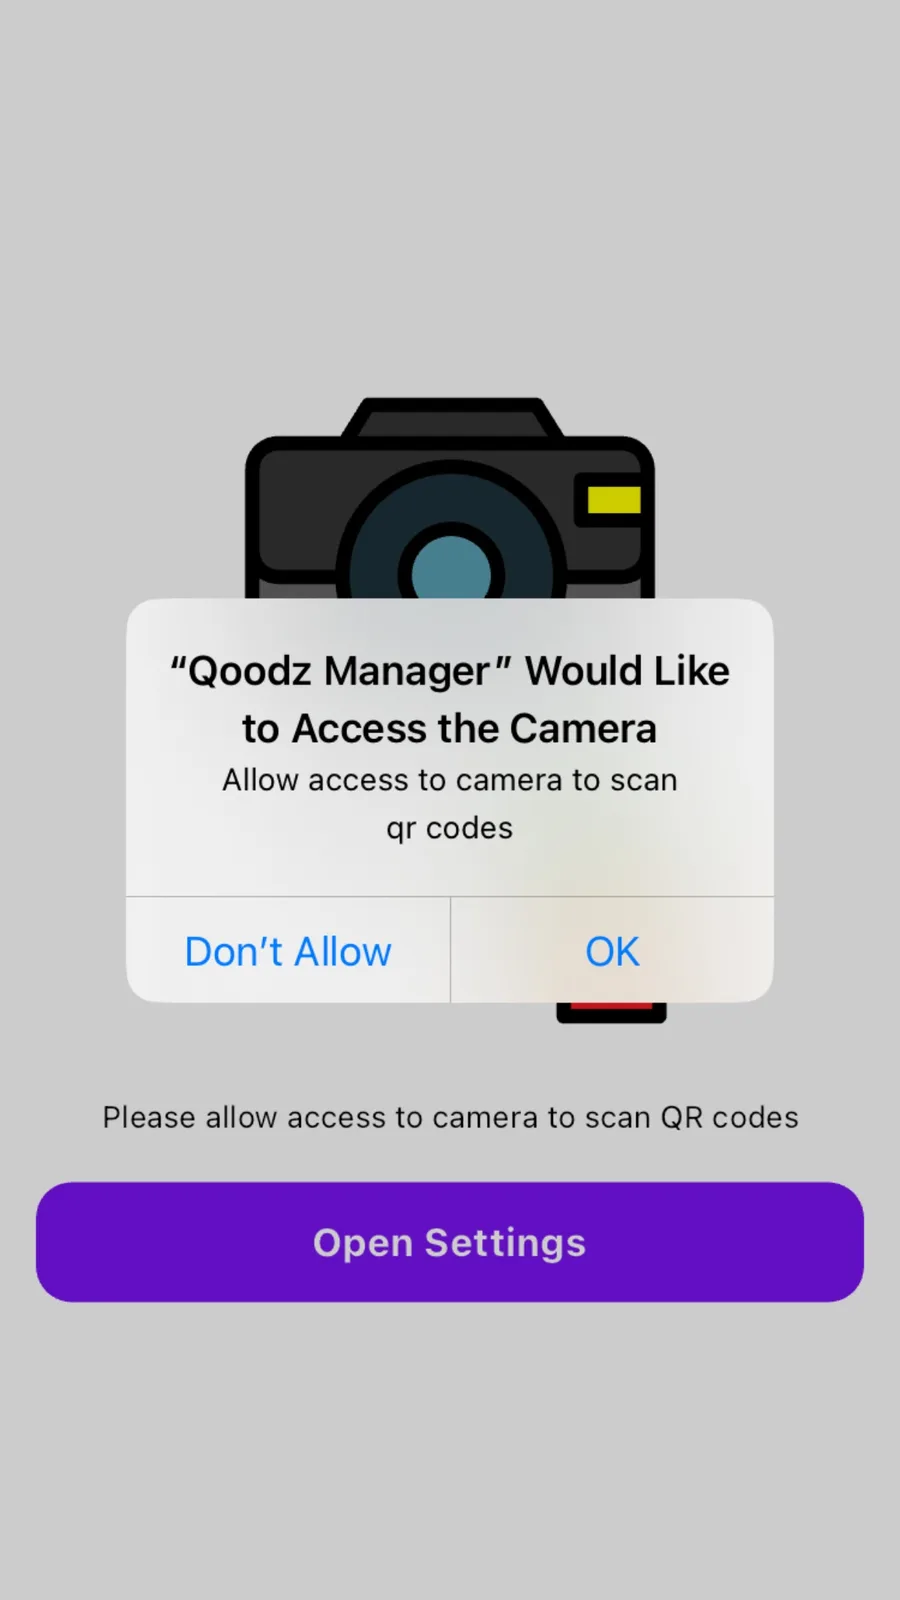 “Qoodz Manager” Would Like
to Access the Camera
Allow access to camera to scan
qr codes
Don’t Allow
OK
Please allow access to camera to scan QR codes
Open Settings